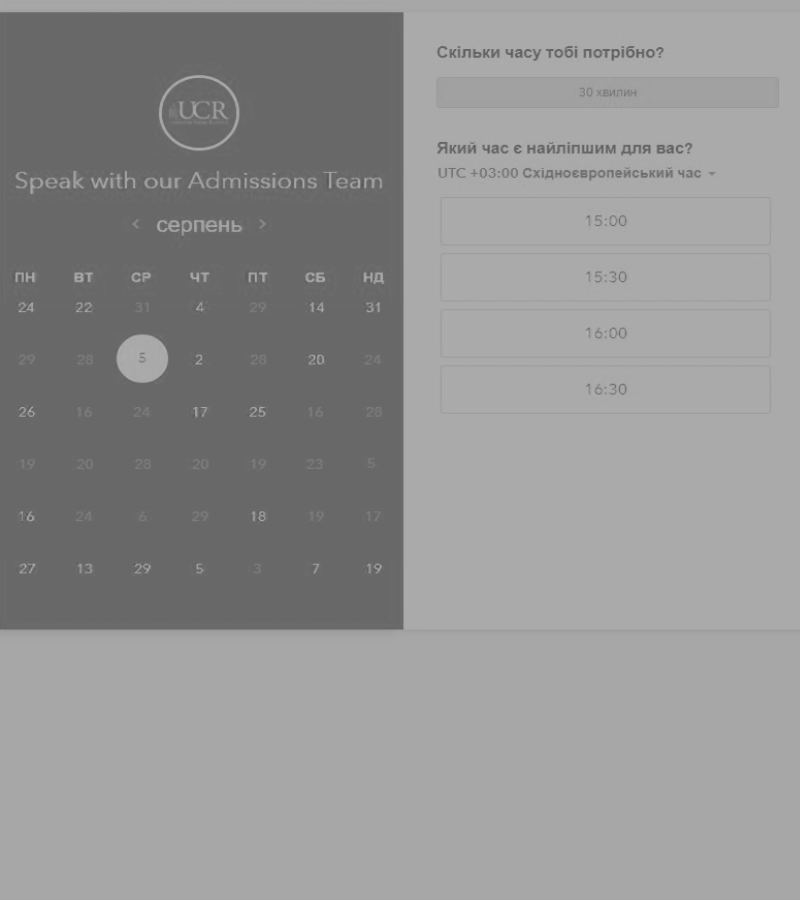 UCR
Speak with our Admissions Team
серпень
ПН ВТ СР ЧТ ПТ СБ НД
24 22 31 4 29 14 31
29 28 5 2 28 20 24
26 16 24 17 25 16 28
19 20 28 20 19 23 5
16 24 6 29 18 19 17
27 13 29 5 3 7 19
Скільки часу тобі потрібно?
30 хвилин
Який час є найліпшим для вас?
UTC +03:00 Східноєвропейський час
15:00
15:30
16:00
16:30